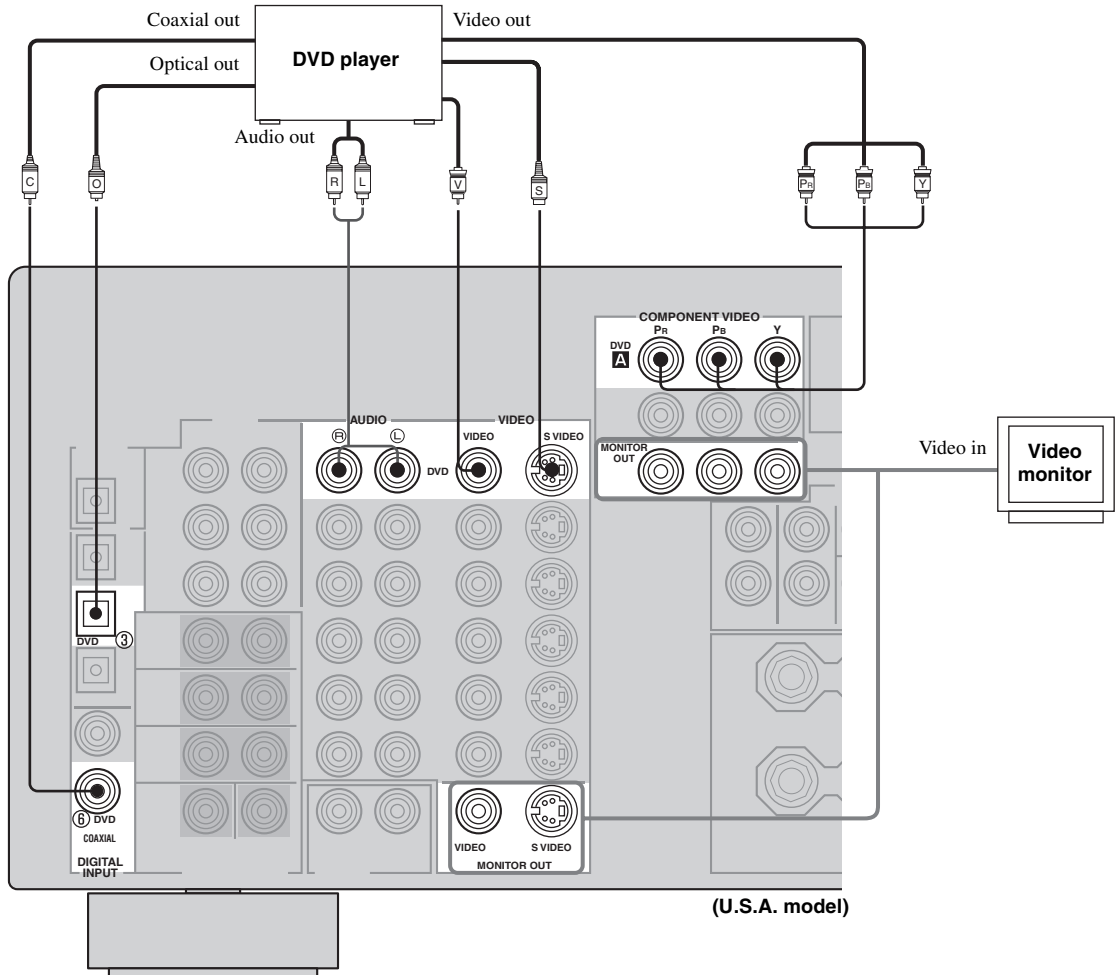 Coaxial out
Video out
Optical out
DVD player
Audio out
C
O
R
L
V
S
PR
PB
Y
COMPONENT VIDEO
PR
PB
Y
DVD
A
AUDIO
VIDEO
R
L
VIDEO
S VIDEO
DVD
MONITOR
OUT
Video in
Video
monitor
DVD
③
⑥ DVD
COAXIAL
DIGITAL
INPUT
VIDEO
S VIDEO
MONITOR OUT
(U.S.A. model)